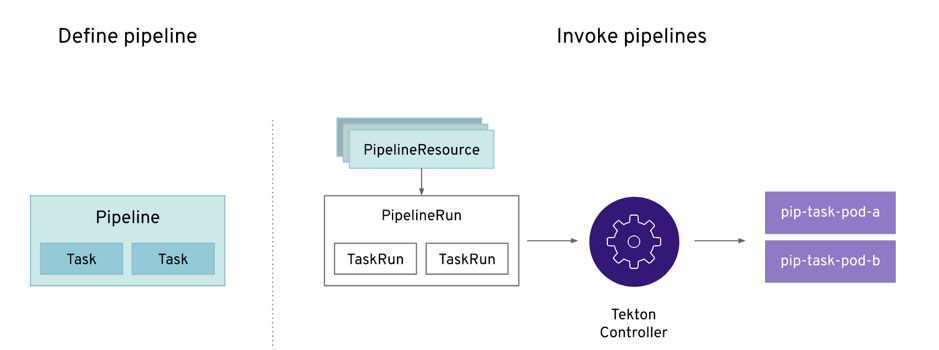 Define pipeline
Invoke pipelines
PipelineResource
Pipeline
Task
Task
PipelineRun
TaskRun
TaskRun
Tekton
Controller
pip-task-pod-a
pip-task-pod-b